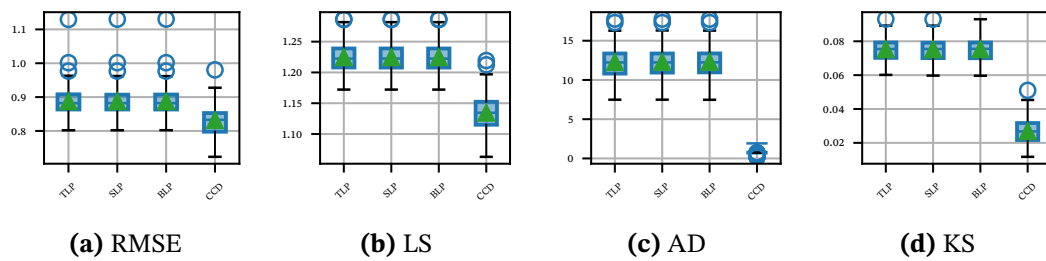 1.1
1.0
0.9
0.8
TLP
SLP
BLP
CCD
(a) RMSE
1.25
1.20
1.15
1.10
TLP
SLP
BLP
CCD
(b) LS
15
10
5
0
TLP
SLP
BLP
CCD
(c) AD
0.08
0.06
0.04
0.02
TLP
SLP
BLP
CCD
(d) KS